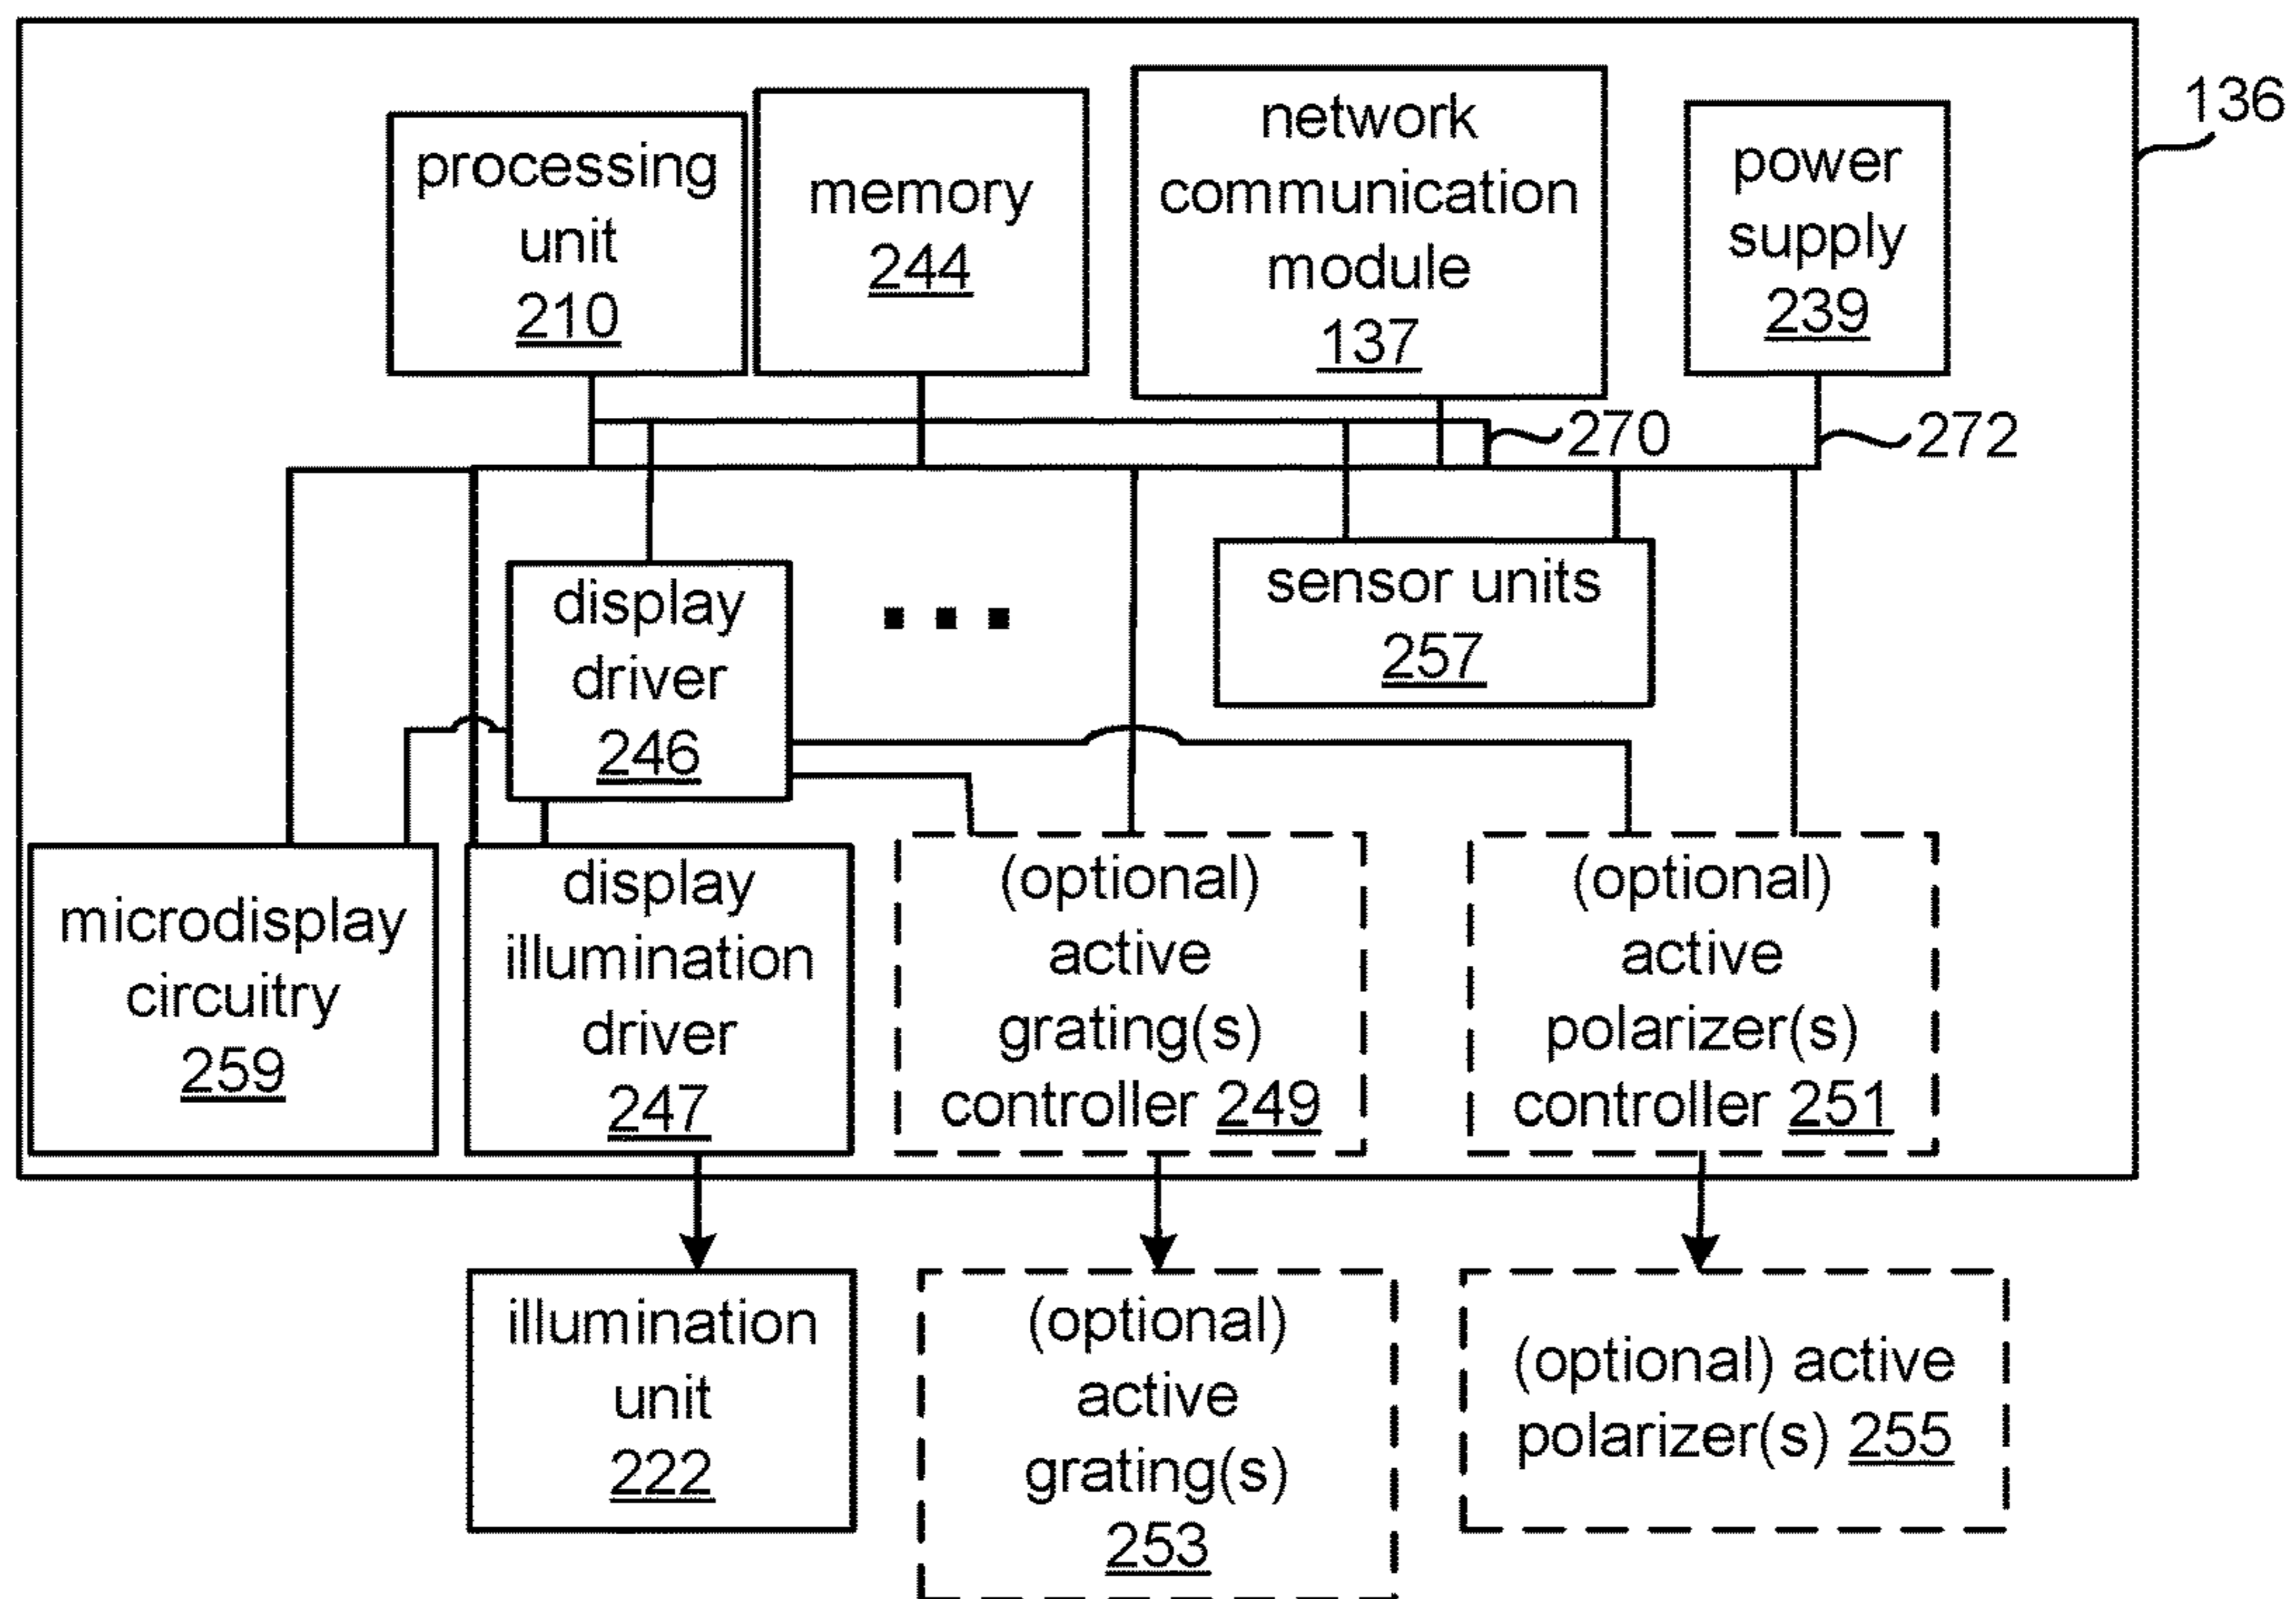 136
processing
unit
210
memory
244
network
communication
module
137
power
supply
239
270
272
display
driver
246
sensor units
257
microdisplay
circuitry
259
display
illumination
driver
247
(optional)
active
grating(s)
controller 249
(optional)
active
polarizer(s)
controller 251
illumination
unit
222
(optional)
active
grating(s)
253
(optional) active
polarizer(s) 255